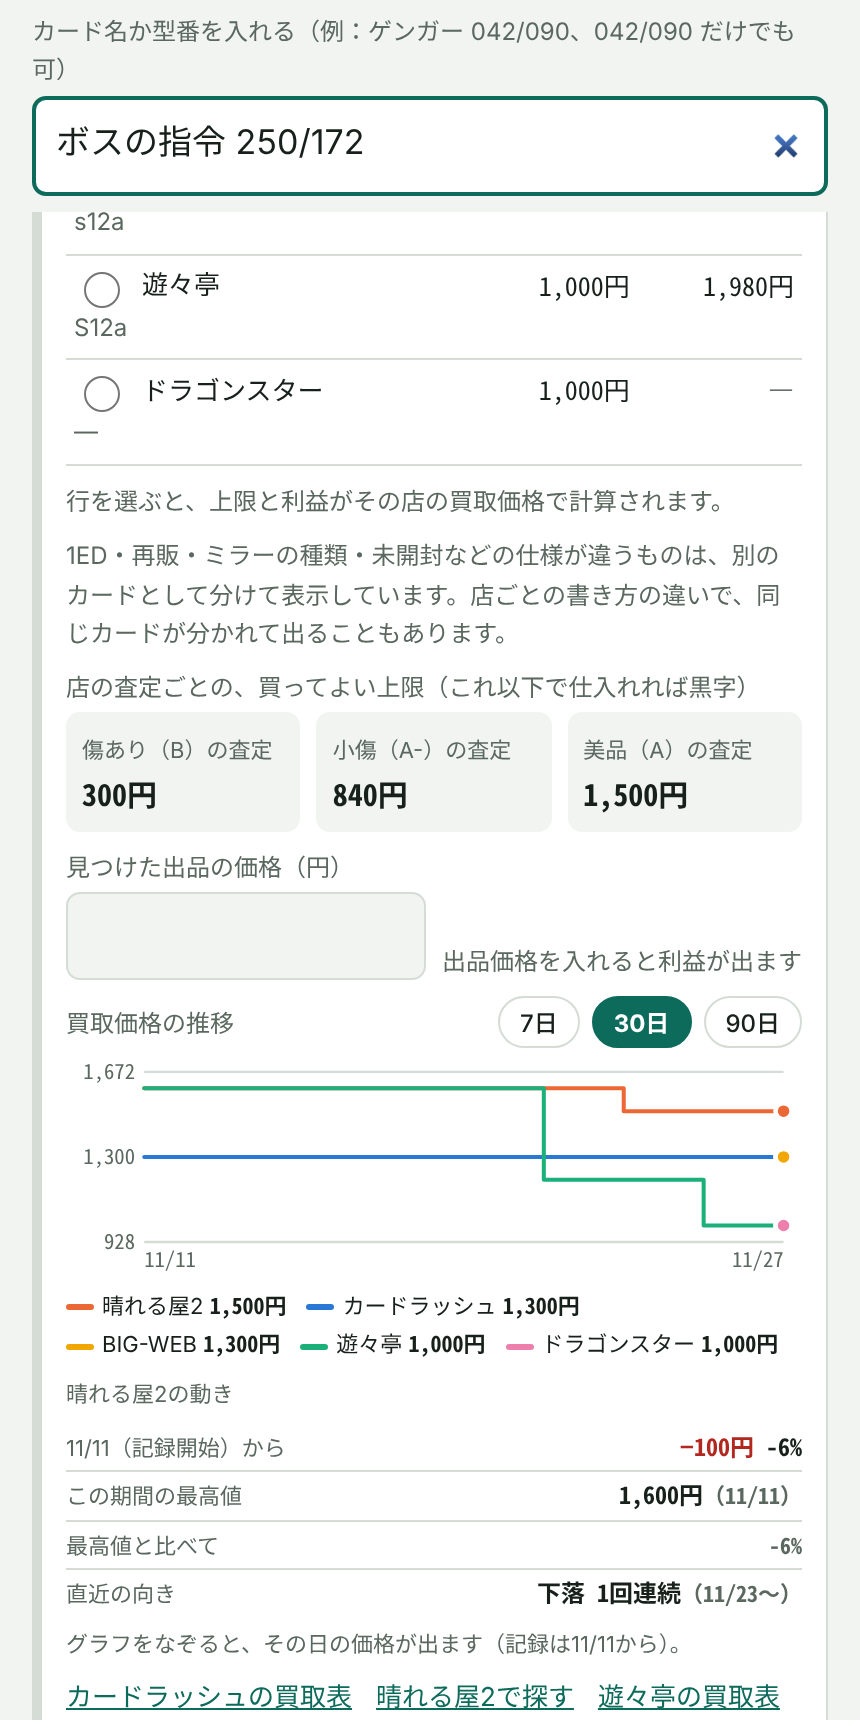 カード名か型番を入れる（例：ゲンガー 042/090、042/090 だけでも
可）
ボスの指令 250/172
s12a
遊々亭 1,000円 1,980円
S12a
ドラゴンスター 1,000円 —
—
行を選ぶと、上限と利益がその店の買取価格で計算されます。
1ED・再販・ミラーの種類・未開封などの仕様が違うものは、別の
カードとして分けて表示しています。店ごとの書き方の違いで、同
じカードが分かれて出ることもあります。
店の査定ごとの、買ってよい上限（これ以下で仕入れれば黒字）
傷あり（B）の査定 小傷（A-）の査定 美品（A）の査定
300円 840円 1,500円
見つけた出品の価格（円）
出品価格を入れると利益が出ます
買取価格の推移 7日 30日 90日
1,672
1,300
928
11/11 11/27
晴れる屋2 1,500円 カードラッシュ 1,300円
BIG-WEB 1,300円 遊々亭 1,000円 ドラゴンスター 1,000円
晴れる屋2の動き
11/11（記録開始）から −100円 -6%
この期間の最高値 1,600円（11/11）
最高値と比べて -6%
直近の向き 下落 1回連続（11/23〜）
グラフをなぞると、その日の価格が出ます（記録は11/11から）。
カードラッシュの買取表 晴れる屋2で探す 遊々亭の買取表